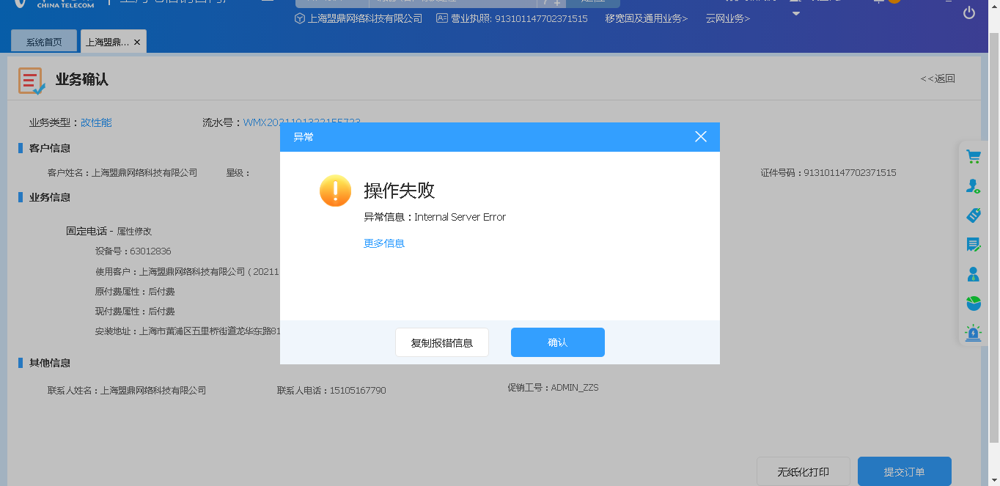 CHINA TELECOM
上海盟鼎网络科技有限公司 营业执照: 913101147702371515 移宽固及通用业务> 云网业务>
系统首页 上海盟鼎... ×
业务确认 <<返回
业务类型：改性能 流水号：WMX2021101322155723
异常
客户信息
客户姓名：上海盟鼎网络科技有限公司 星级： 证件号码：913101147702371515
操作失败
业务信息
异常信息：Internal Server Error
固定电话 - 属性修改
更多信息
设备号：63012836
使用客户：上海盟鼎网络科技有限公司 ( 20211
原付费属性：后付费
现付费属性：后付费
安装地址：上海市黄浦区五里桥街道龙华东路81
复制报错信息 确认
其他信息
联系人姓名：上海盟鼎网络科技有限公司 联系人电话：15105167790 促销工号：ADMIN_ZZS
无纸化打印 提交订单